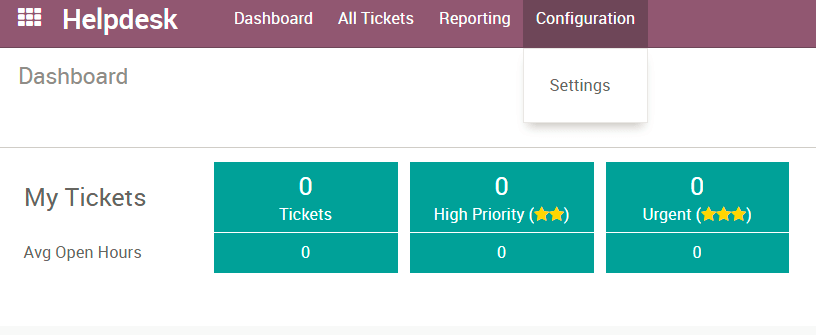 Helpdesk Dashboard All Tickets Reporting Configuration
Settings
Dashboard
My Tickets
0
Tickets
0
High Priority (★★)
0
Urgent (★★★)
Avg Open Hours 0 0 0